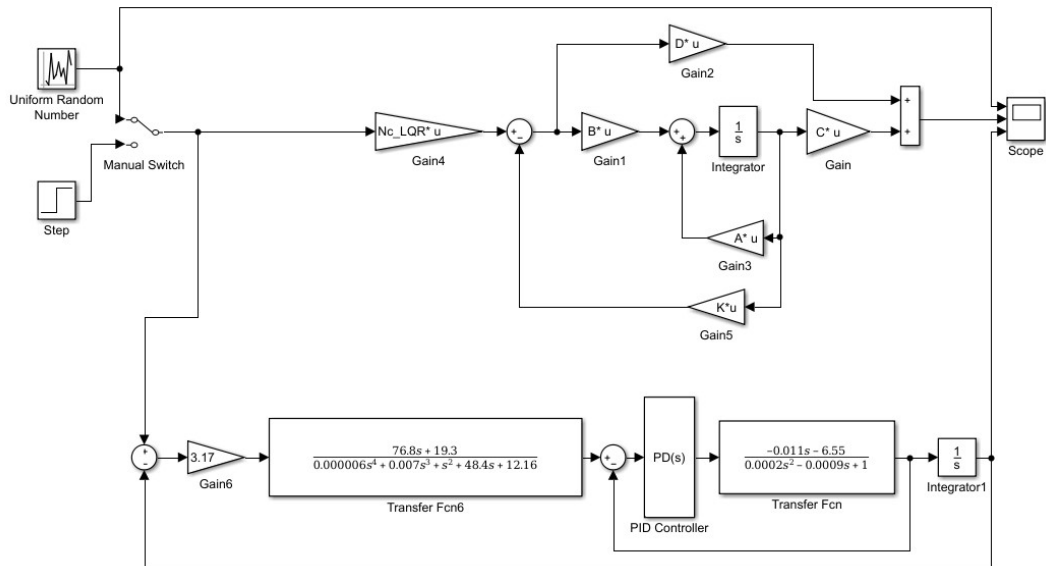 D* u
Gain2
Uniform Random
Number
Manual Switch
Step
Nc_LQR* u
Gain4
+
-
B* u
Gain1
+
+
1
s
Integrator
C* u
Gain
+
+
Scope
A* u
Gain3
K*u
Gain5
+
-
3.17
Gain6
76.8s + 19.3
0.000006s⁴ + 0.007s³ + s² + 48.4s + 12.16
Transfer Fcn6
+
-
PD(s)
PID Controller
-0.011s - 6.55
0.0002s² - 0.0009s + 1
Transfer Fcn
1
s
Integrator1